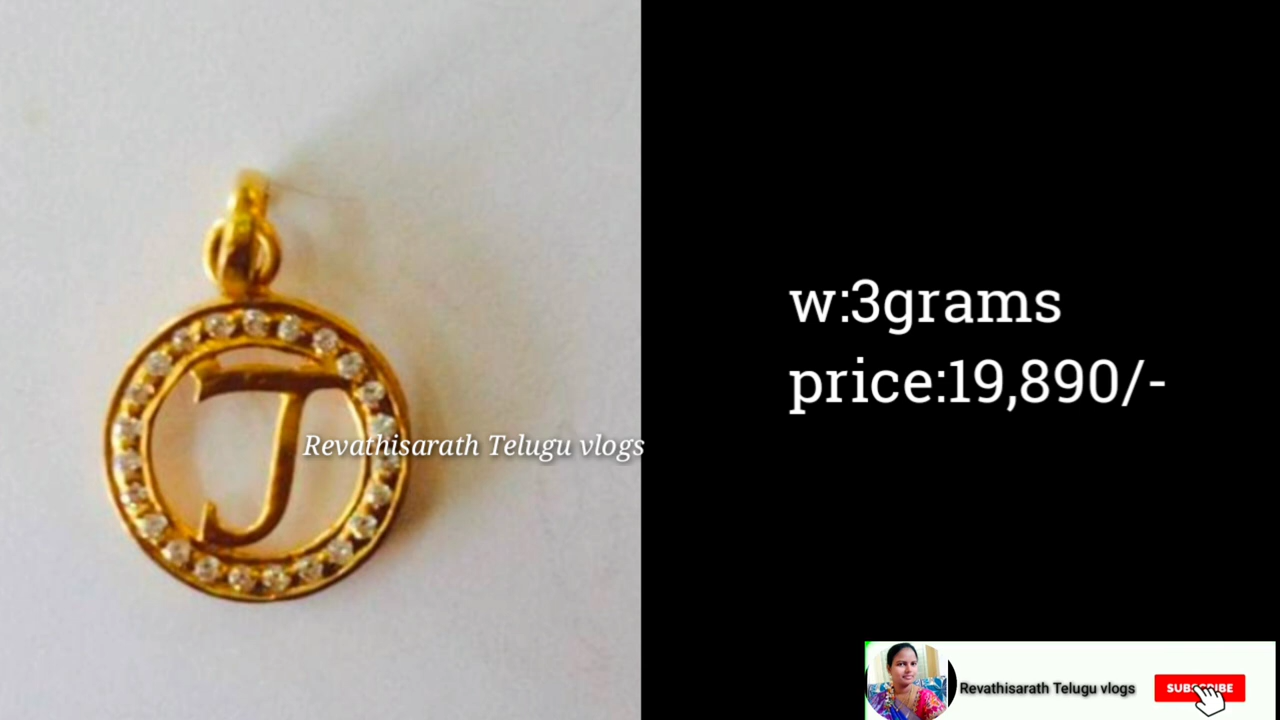 J
Revathisarath Telugu vlogs
w:3grams
price:19,890/-
Revathisarath Telugu vlogs
SUBSCRIBE